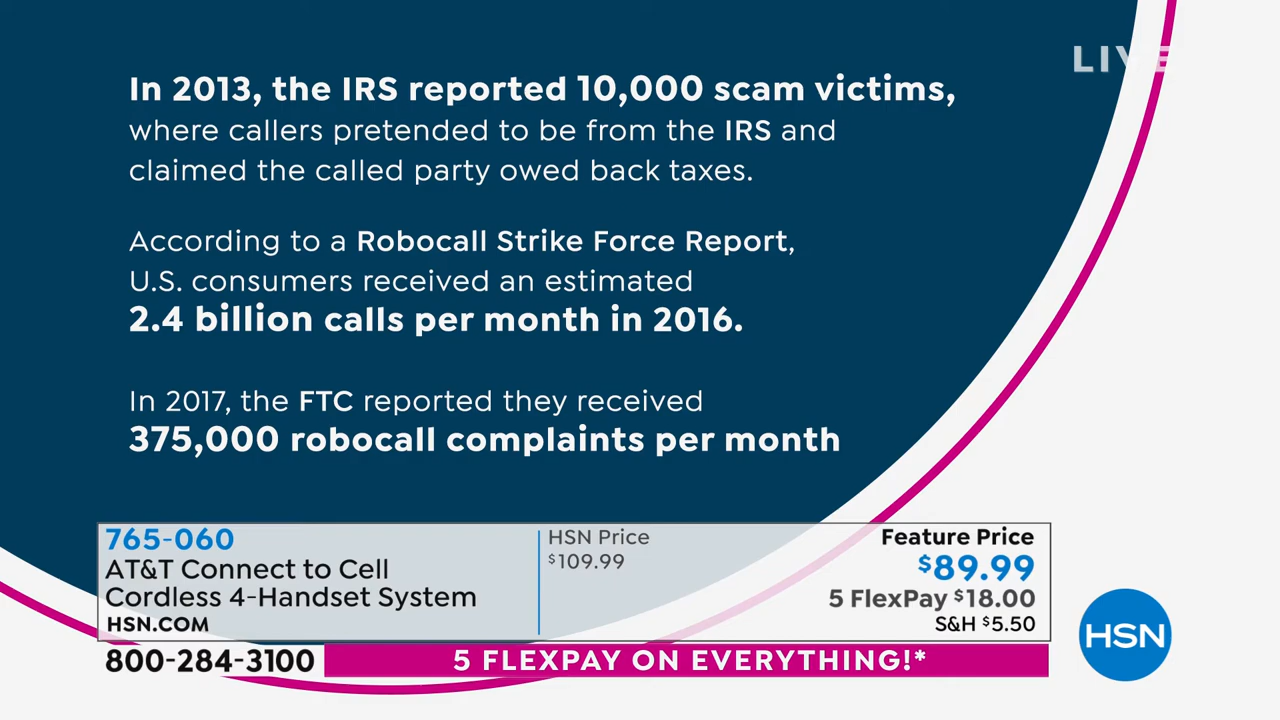 LIVE
In 2013, the IRS reported 10,000 scam victims,
where callers pretended to be from the IRS and
claimed the called party owed back taxes.
According to a Robocall Strike Force Report,
U.S. consumers received an estimated
2.4 billion calls per month in 2016.
In 2017, the FTC reported they received
375,000 robocall complaints per month
765-060
AT&T Connect to Cell
Cordless 4-Handset System
HSN.COM
HSN Price
$109.99
Feature Price
$89.99
5 FlexPay $18.00
S&H $5.50
HSN
800-284-3100
5 FLEXPAY ON EVERYTHING!*